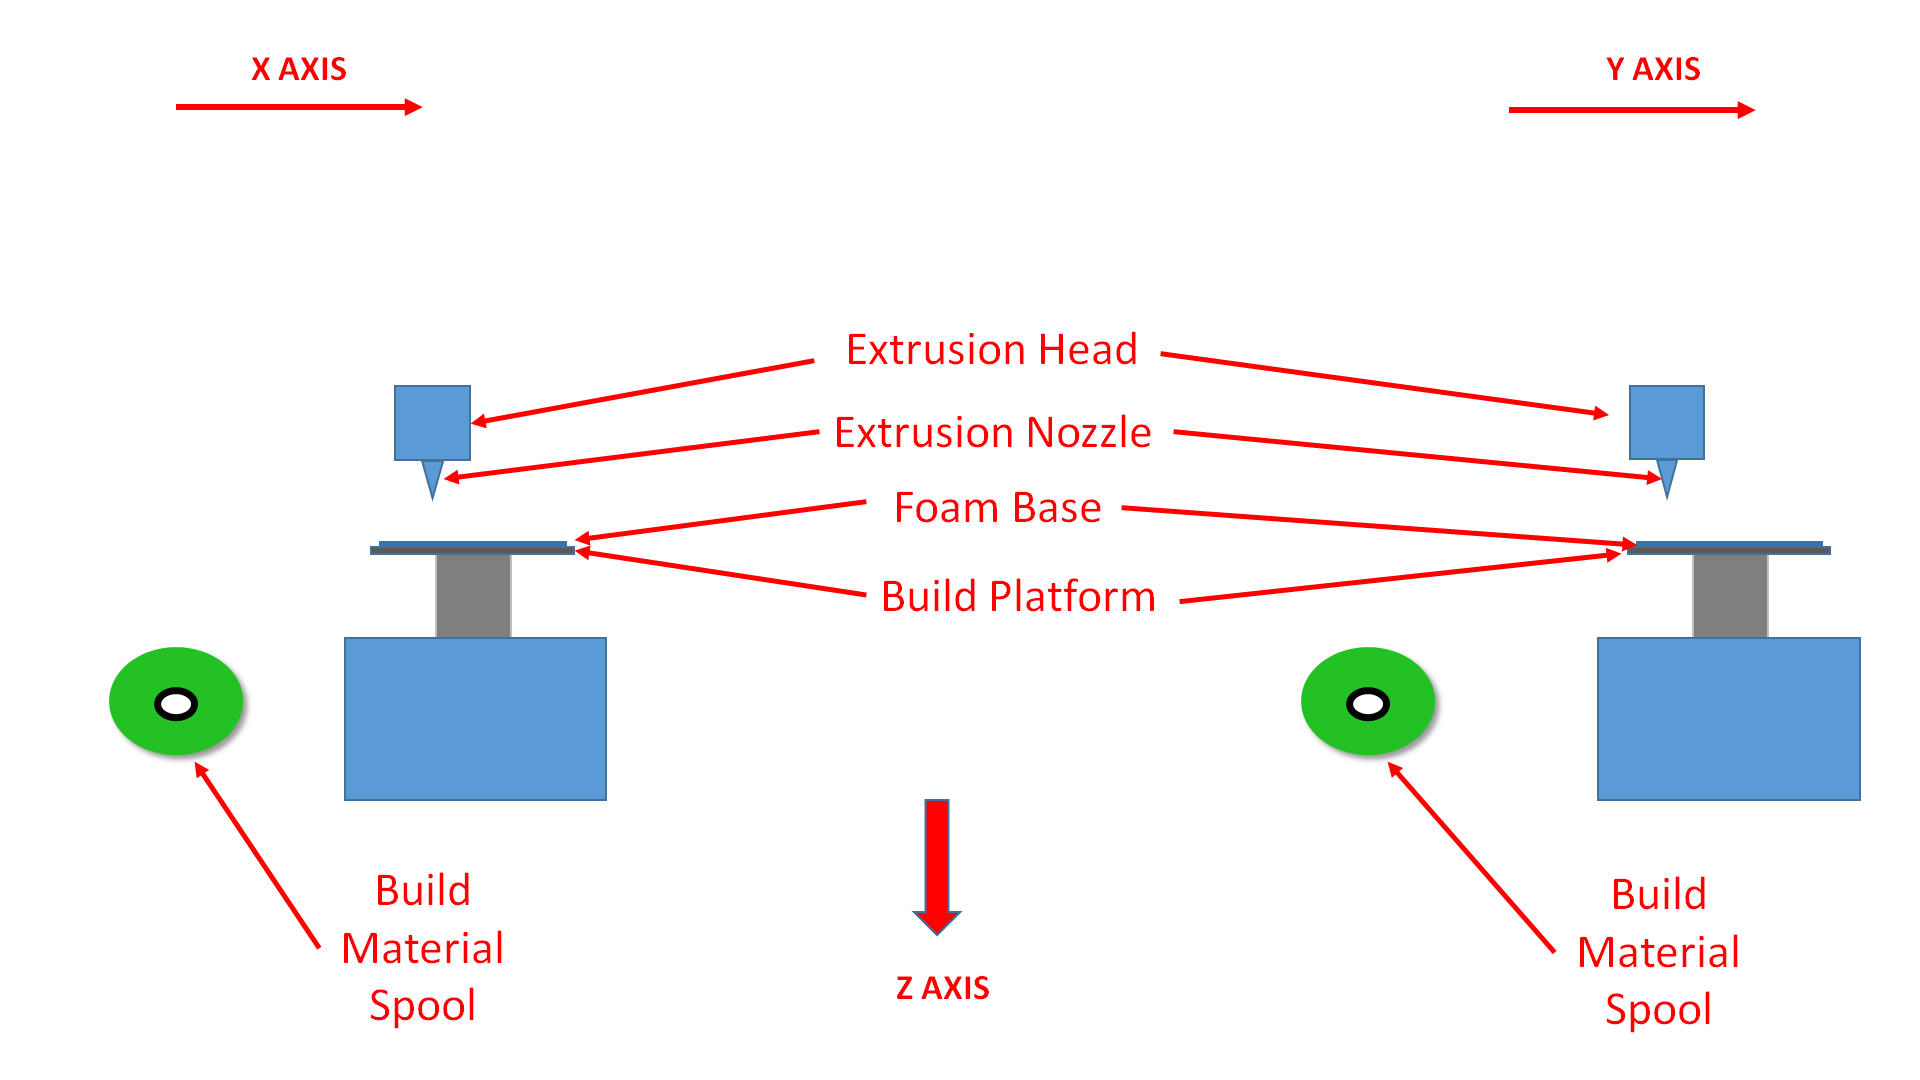 X AXIS
Y AXIS
Extrusion Head
Extrusion Nozzle
Foam Base
Build Platform
Build
Material
Spool
Z AXIS
Build
Material
Spool